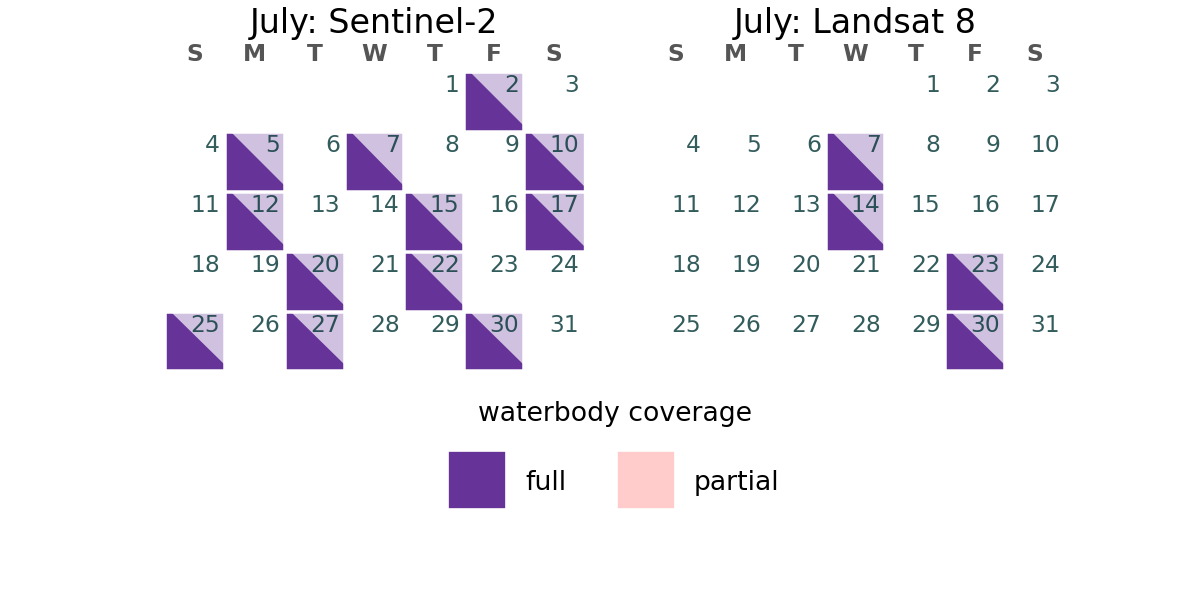 July: Sentinel-2
S M T W T F S
1 2 3
4 5 6 7 8 9 10
11 12 13 14 15 16 17
18 19 20 21 22 23 24
25 26 27 28 29 30 31
July: Landsat 8
S M T W T F S
1 2 3
4 5 6 7 8 9 10
11 12 13 14 15 16 17
18 19 20 21 22 23 24
25 26 27 28 29 30 31
waterbody coverage
full partial